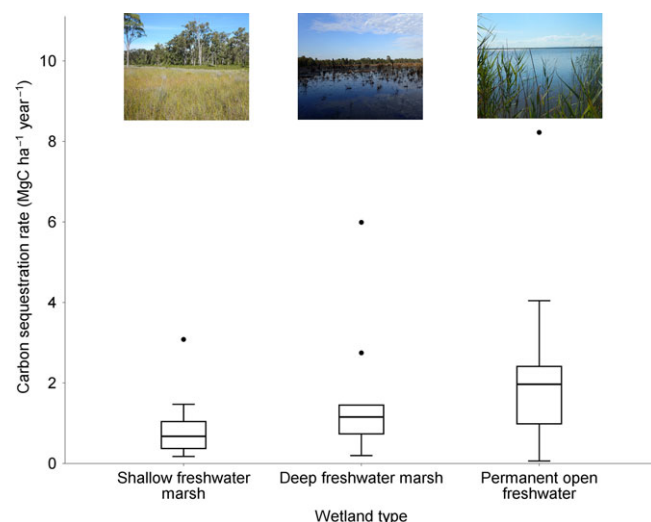 Carbon sequestration rate (MgC ha⁻¹ year⁻¹)
10
8
6
4
2
0
Shallow freshwater
marsh
Deep freshwater marsh
Permanent open
freshwater
Wetland type